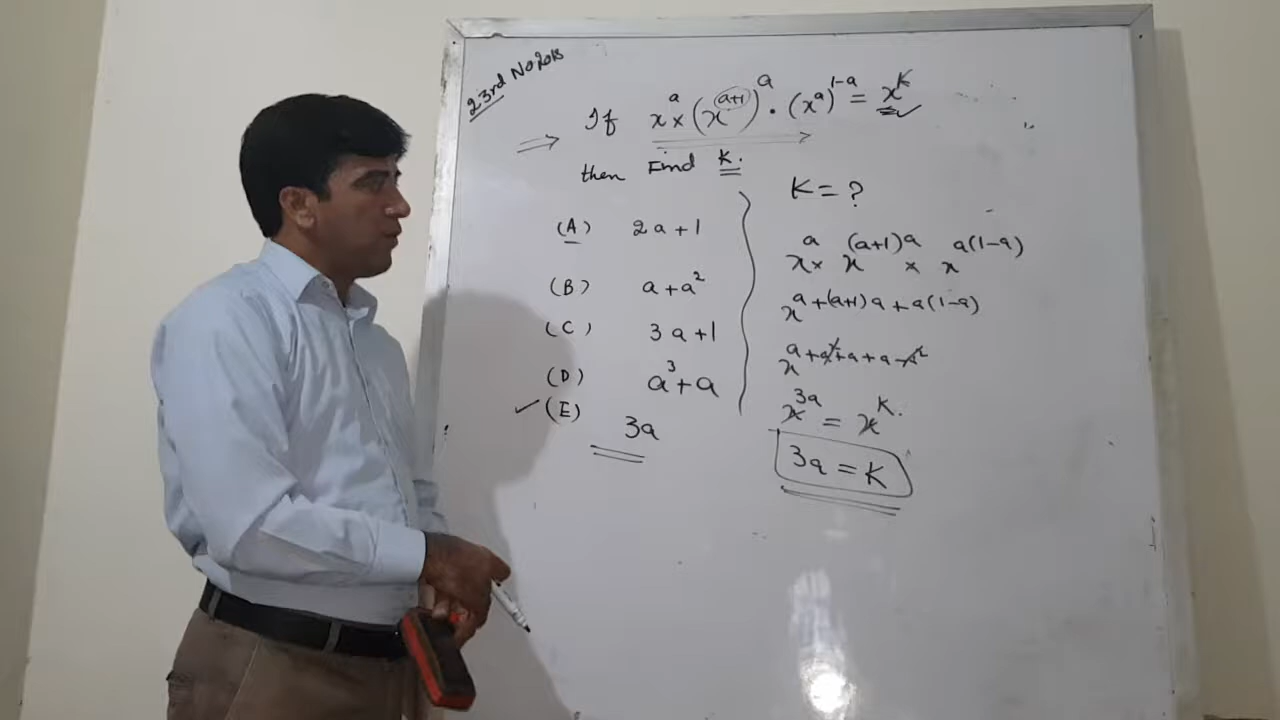 23rd No 2018
If x^a × (x^(a+1))^a · (x^a)^(1-a) = x^K
then Find K.
(A) 2a+1
(B) a+a²
(C) 3a+1
(D) a³+a
(E) 3a
K = ?
x^a × x^((a+1)a) × x^(a(1-a))
x^(a+(a+1)a+a(1-a))
x^(a+a²+a+a-a²)
x^(3a) = x^K.
3a = K